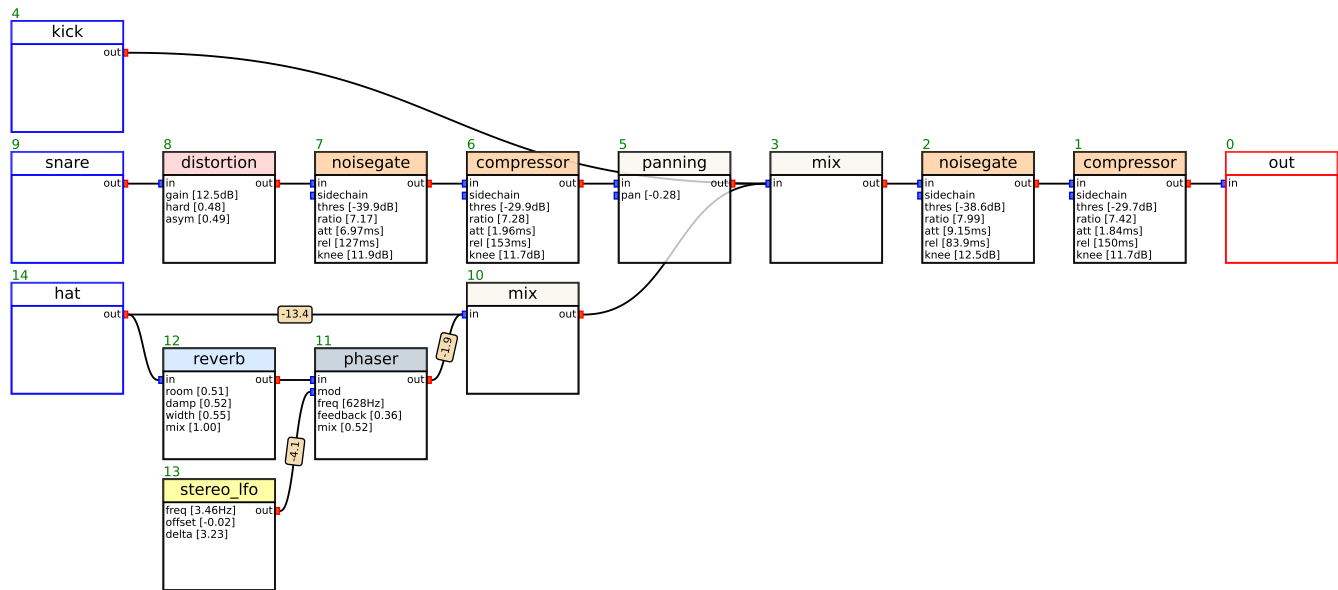 4
kick
out
9
snare
out
8
distortion
in out
gain [12.5dB]
hard [0.48]
asym [0.49]
7
noisegate
in out
sidechain
thres [-39.9dB]
ratio [7.17]
att [6.97ms]
rel [127ms]
knee [11.9dB]
6
compressor
in out
sidechain
thres [-29.9dB]
ratio [7.28]
att [1.96ms]
rel [153ms]
knee [11.7dB]
5
panning
in out
pan [-0.28]
3
mix
in out
2
noisegate
in out
sidechain
thres [-38.6dB]
ratio [7.99]
att [9.15ms]
rel [83.9ms]
knee [12.5dB]
1
compressor
in out
sidechain
thres [-29.7dB]
ratio [7.42]
att [1.84ms]
rel [150ms]
knee [11.7dB]
0
out
in
14
hat
out
-13.4
10
mix
in out
12
reverb
in out
room [0.51]
damp [0.52]
width [0.55]
mix [1.00]
11
phaser
in out
mod
freq [628Hz]
feedback [0.36]
mix [0.52]
-1.9
-4.1
13
stereo_lfo
freq [3.46Hz] out
offset [-0.02]
delta [3.23]